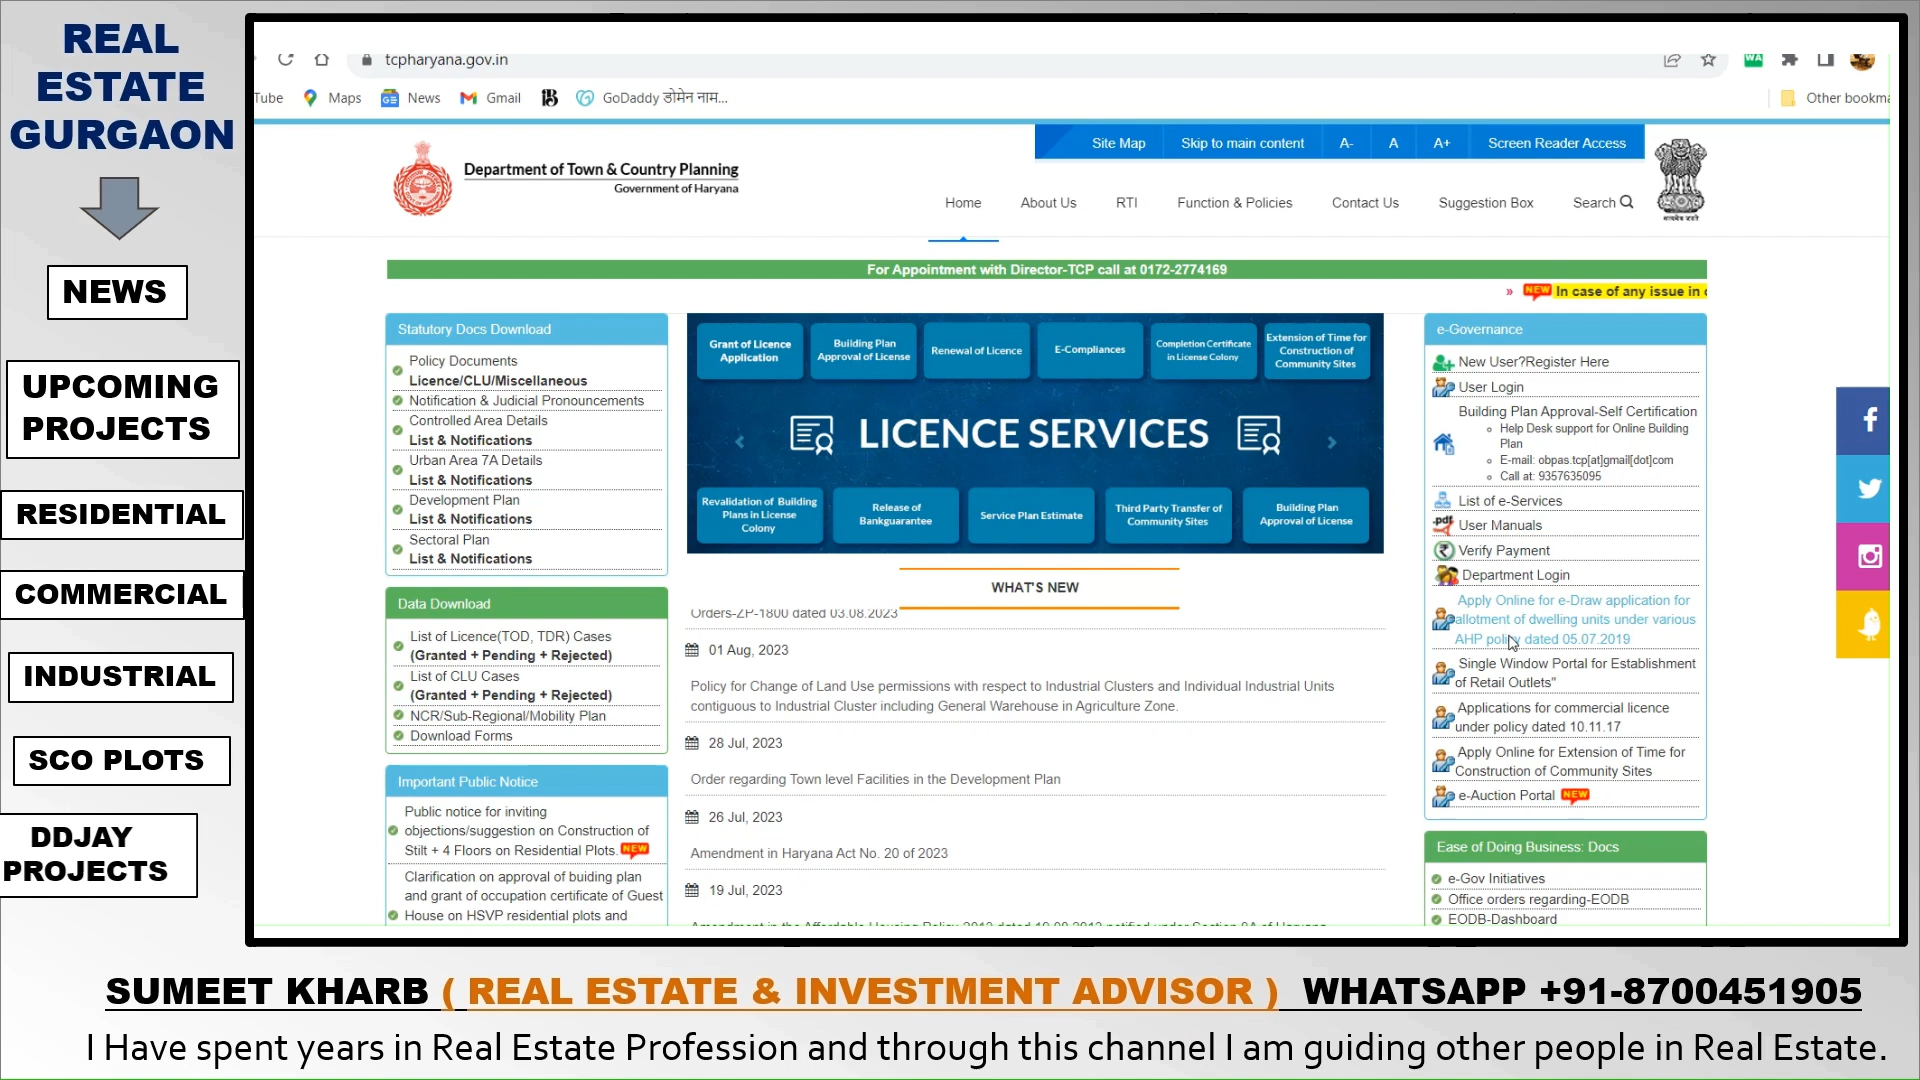 REAL
ESTATE
GURGAON
NEWS
UPCOMING
PROJECTS
RESIDENTIAL
COMMERCIAL
INDUSTRIAL
SCO PLOTS
DDJAY
PROJECTS
tcpharyana.gov.in
Tube
Maps
News
Gmail
GoDaddy डोमेन नाम...
Other bookma
Site Map
Skip to main content
A-
A
A+
Screen Reader Access
Department of Town & Country Planning
Government of Haryana
Home
About Us
RTI
Function & Policies
Contact Us
Suggestion Box
Search
सत्यमेव जयते
For Appointment with Director-TCP call at 0172-2774169
» NEW In case of any issue in
Statutory Docs Download
Policy Documents
Licence/CLU/Miscellaneous
Notification & Judicial Pronouncements
Controlled Area Details
List & Notifications
Urban Area 7A Details
List & Notifications
Development Plan
List & Notifications
Sectoral Plan
List & Notifications
Data Download
List of Licence(TOD, TDR) Cases
(Granted + Pending + Rejected)
List of CLU Cases
(Granted + Pending + Rejected)
NCR/Sub-Regional/Mobility Plan
Download Forms
Important Public Notice
Public notice for inviting
objections/suggestion on Construction of
Stilt + 4 Floors on Residential Plots. NEW
Clarification on approval of buiding plan
and grant of occupation certificate of Guest
House on HSVP residential plots and
Grant of Licence
Application
Building Plan
Approval of License
Renewal of Licence
E-Compliances
Completion Certificate
in License Colony
Extension of Time for
Construction of
Community Sites
LICENCE SERVICES
Revalidation of Building
Plans in License
Colony
Release of
Bankguarantee
Service Plan Estimate
Third Party Transfer of
Community Sites
Building Plan
Approval of License
WHAT'S NEW
Orders-ZP-1800 dated 03.08.2023
01 Aug, 2023
Policy for Change of Land Use permissions with respect to Industrial Clusters and Individual Industrial Units
contiguous to Industrial Cluster including General Warehouse in Agriculture Zone.
28 Jul, 2023
Order regarding Town level Facilities in the Development Plan
26 Jul, 2023
Amendment in Haryana Act No. 20 of 2023
19 Jul, 2023
e-Governance
New User?Register Here
User Login
Building Plan Approval-Self Certification
Help Desk support for Online Building
Plan
E-mail: obpas.tcp[at]gmail[dot]com
Call at: 9357635095
List of e-Services
.pdf User Manuals
Verify Payment
Department Login
Apply Online for e-Draw application for
allotment of dwelling units under various
AHP policy dated 05.07.2019
Single Window Portal for Establishment
of Retail Outlets"
Applications for commercial licence
under policy dated 10.11.17
Apply Online for Extension of Time for
Construction of Community Sites
e-Auction Portal NEW
Ease of Doing Business: Docs
e-Gov Initiatives
Office orders regarding-EODB
EODB-Dashboard
SUMEET KHARB ( REAL ESTATE & INVESTMENT ADVISOR ) WHATSAPP +91-8700451905
I Have spent years in Real Estate Profession and through this channel I am guiding other people in Real Estate.